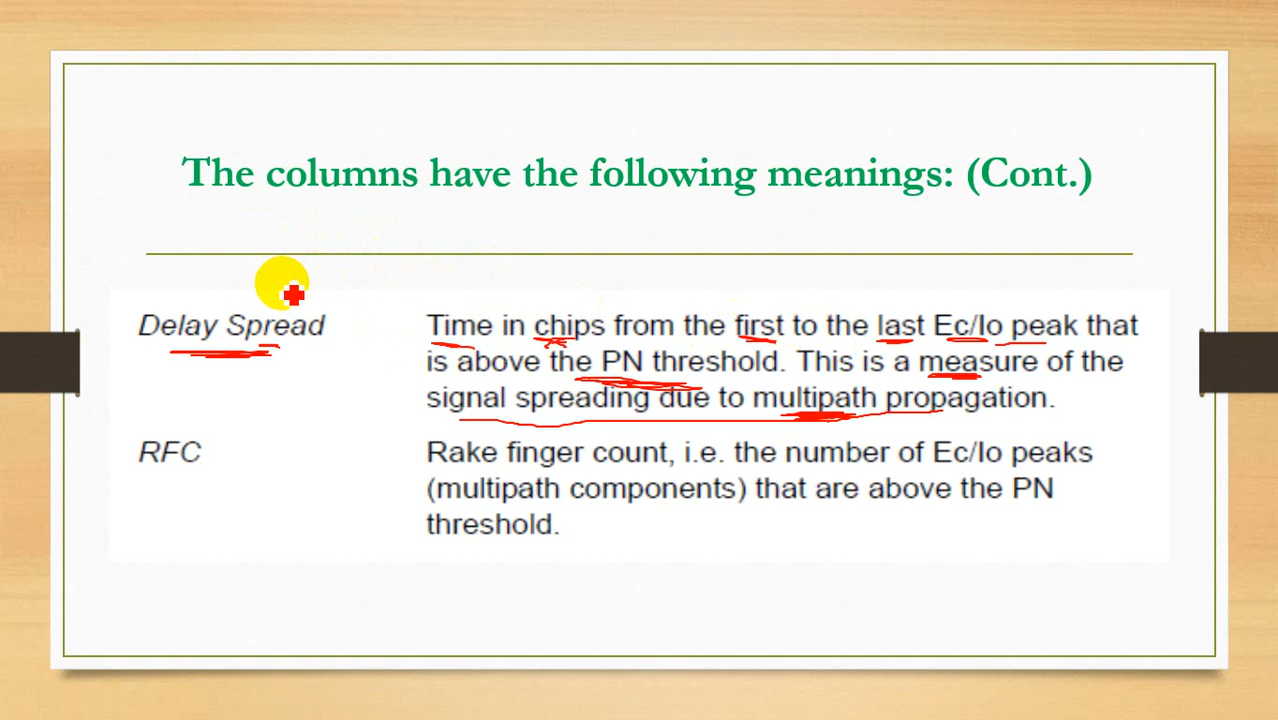 The columns have the following meanings: (Cont.)
Delay Spread
Time in chips from the first to the last Ec/Io peak that
is above the PN threshold. This is a measure of the
signal spreading due to multipath propagation.
RFC
Rake finger count, i.e. the number of Ec/Io peaks
(multipath components) that are above the PN
threshold.